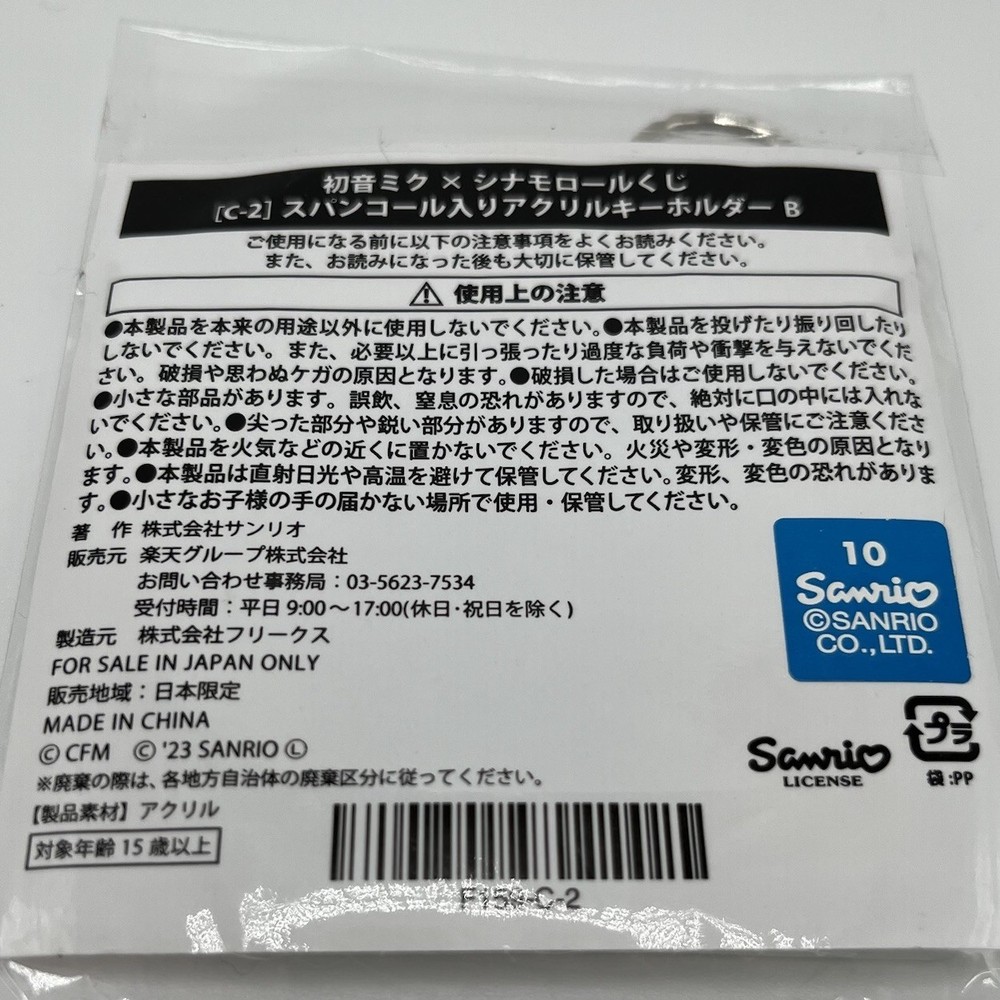 初音ミク × シナモロールくじ
[C-2] スパンコール入りアクリルキーホルダー B
ご使用になる前に以下の注意事項をよくお読みください。
また、お読みになった後も大切に保管してください。
⚠ 使用上の注意
●本製品を本来の用途以外に使用しないでください。●本製品を投げたり振り回したり
しないでください。また、必要以上に引っ張ったり過度な負荷や衝撃を与えないでくだ
さい。破損や思わぬケガの原因となります。●破損した場合はご使用しないでください。
●小さな部品があります。誤飲、窒息の恐れがありますので、絶対に口の中には入れな
いでください。●尖った部分や鋭い部分がありますので、取り扱いや保管にご注意くださ
い。●本製品を火気などの近くに置かないでください。火災や変形・変色の原因となり
ます。●本製品は直射日光や高温を避けて保管してください。変形、変色の恐れがありま
す。●小さなお子様の手の届かない場所で使用・保管してください。
著　作 株式会社サンリオ
販売元 楽天グループ株式会社
お問い合わせ事務局：03-5623-7534
受付時間：平日 9:00～17:00(休日・祝日を除く)
製造元 株式会社フリークス
FOR SALE IN JAPAN ONLY
販売地域：日本限定
MADE IN CHINA
© CFM © '23 SANRIO Ⓛ
※廃棄の際は、各地方自治体の廃棄区分に従ってください。
【製品素材】アクリル
対象年齢 15 歳以上
10
Sanrio
©SANRIO
CO.,LTD.
Sanrio
LICENSE
プラ
袋:PP